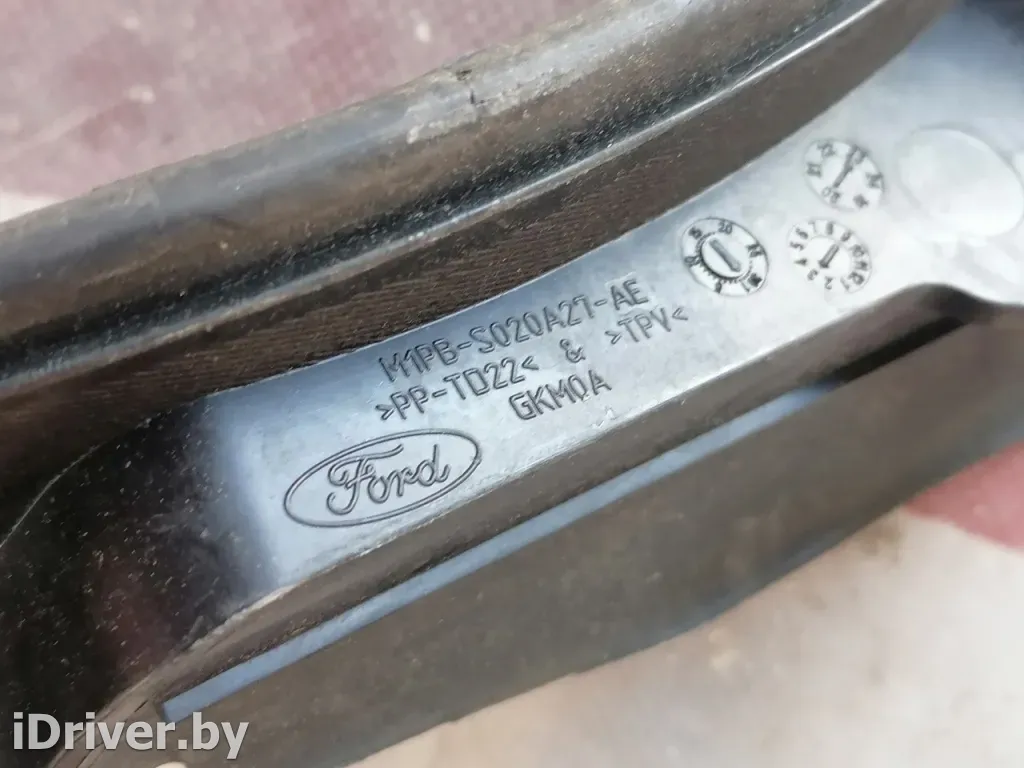 M1PB-S020A27-AE
>PP-TD22< & >TPV<
GKM0A
Ford
iDriver.by